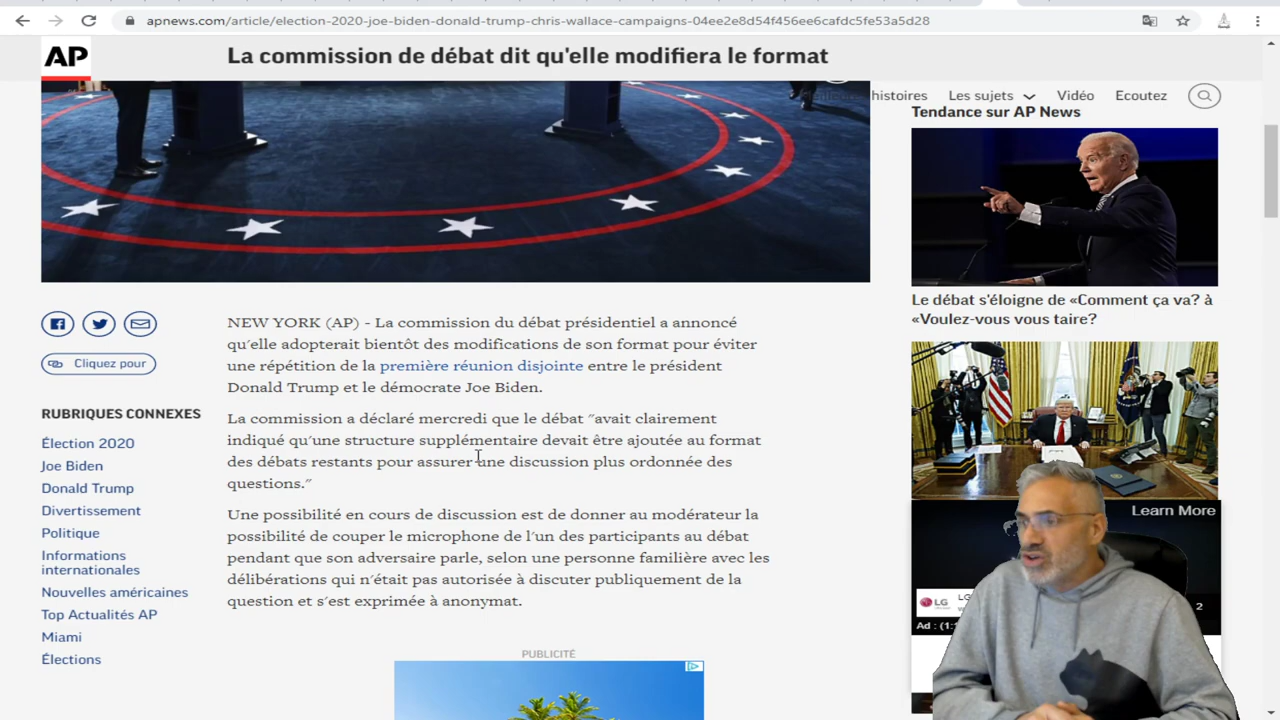 apnews.com/article/election-2020-joe-biden-donald-trump-chris-wallace-campaigns-04ee2e8d54f456ee6cafdc5fe53a5d28
AP
La commission de débat dit qu'elle modifiera le format
histoires
Les sujets
Vidéo
Ecoutez
Cliquez pour
RUBRIQUES CONNEXES
Élection 2020
Joe Biden
Donald Trump
Divertissement
Politique
Informations
internationales
Nouvelles américaines
Top Actualités AP
Miami
Élections
NEW YORK (AP) - La commission du débat présidentiel a annoncé
qu'elle adopterait bientôt des modifications de son format pour éviter
une répétition de la première réunion disjointe entre le président
Donald Trump et le démocrate Joe Biden.
La commission a déclaré mercredi que le débat "avait clairement
indiqué qu'une structure supplémentaire devait être ajoutée au format
des débats restants pour assurer une discussion plus ordonnée des
questions."
Une possibilité en cours de discussion est de donner au modérateur la
possibilité de couper le microphone de l'un des participants au débat
pendant que son adversaire parle, selon une personne familière avec les
délibérations qui n'était pas autorisée à discuter publiquement de la
question et s'est exprimée à anonymat.
PUBLICITÉ
Tendance sur AP News
Le débat s'éloigne de «Comment ça va? à
«Voulez-vous vous taire?
Learn More
LG
LG
2
Ad : (1: